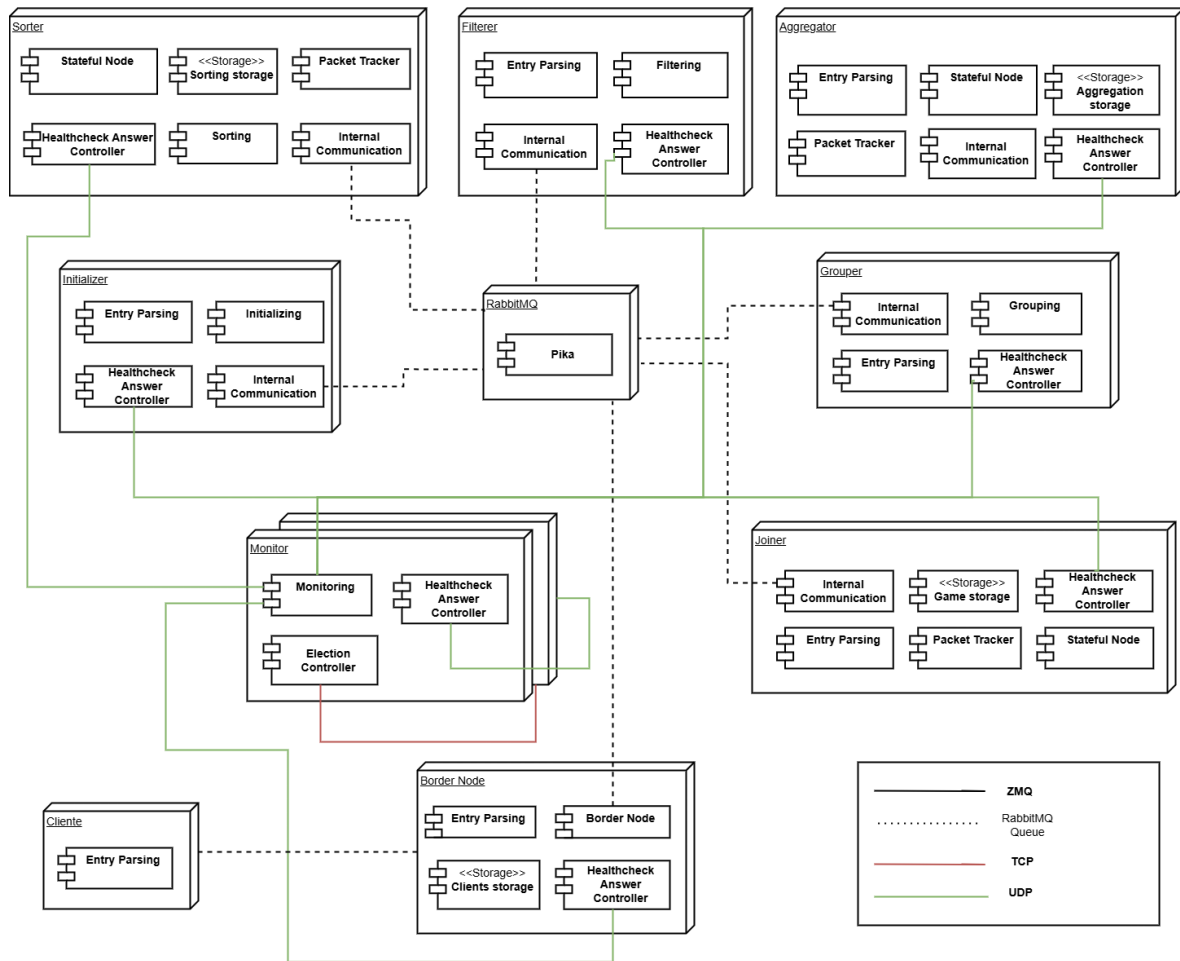 Sorter
Stateful Node
<<Storage>>
Sorting storage
Packet Tracker
Healthcheck Answer
Controller
Sorting
Internal
Communication
Filterer
Entry Parsing
Filtering
Internal
Communication
Healthcheck
Answer
Controller
Aggregator
Entry Parsing
Stateful Node
<<Storage>>
Aggregation
storage
Packet Tracker
Internal
Communication
Healthcheck
Answer
Controller
Initializer
Entry Parsing
Initializing
Healthcheck
Answer
Controller
Internal
Communication
RabbitMQ
Pika
Grouper
Internal
Communication
Grouping
Entry Parsing
Healthcheck
Answer
Controller
Monitor
Monitoring
Healthcheck
Answer
Controller
Election
Controller
Joiner
Internal
Communication
<<Storage>>
Game storage
Healthcheck
Answer
Controller
Entry Parsing
Packet Tracker
Stateful Node
Cliente
Entry Parsing
Border Node
Entry Parsing
Border Node
<<Storage>>
Clients storage
Healthcheck
Answer
Controller
ZMQ
RabbitMQ
Queue
TCP
UDP